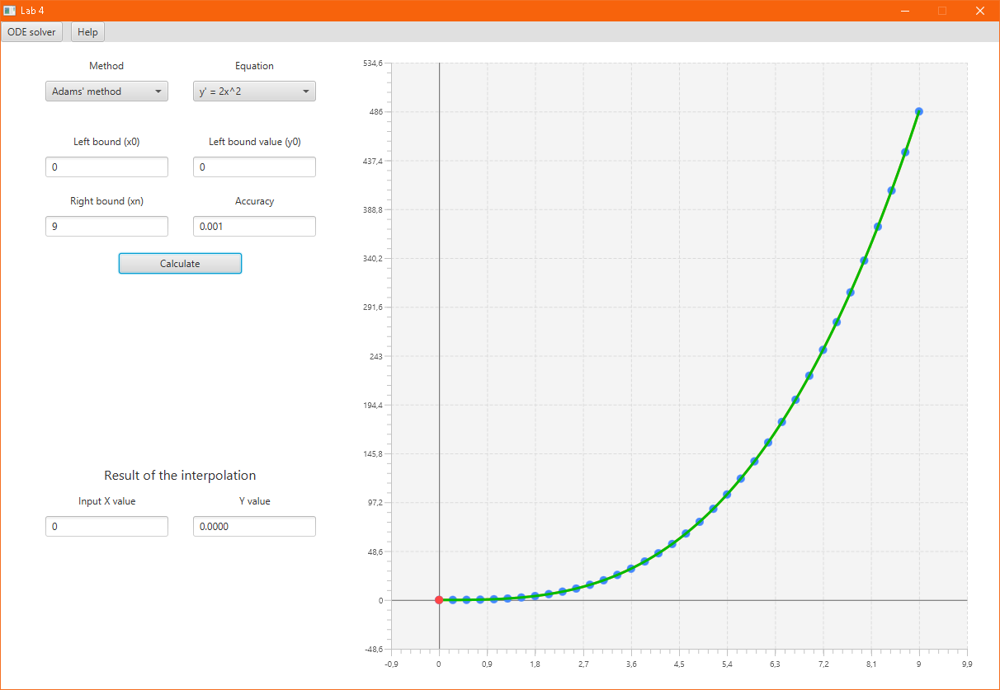 Lab 4
ODE solver Help
Method Equation
Adams' method y' = 2x^2
Left bound (x0) Left bound value (y0)
0 0
Right bound (xn) Accuracy
9 0.001
Calculate
Result of the interpolation
Input X value Y value
0 0.0000
534,6
486
437,4
388,8
340,2
291,6
243
194,4
145,8
97,2
48,6
0
-48,6
-0,9 0 0,9 1,8 2,7 3,6 4,5 5,4 6,3 7,2 8,1 9 9,9